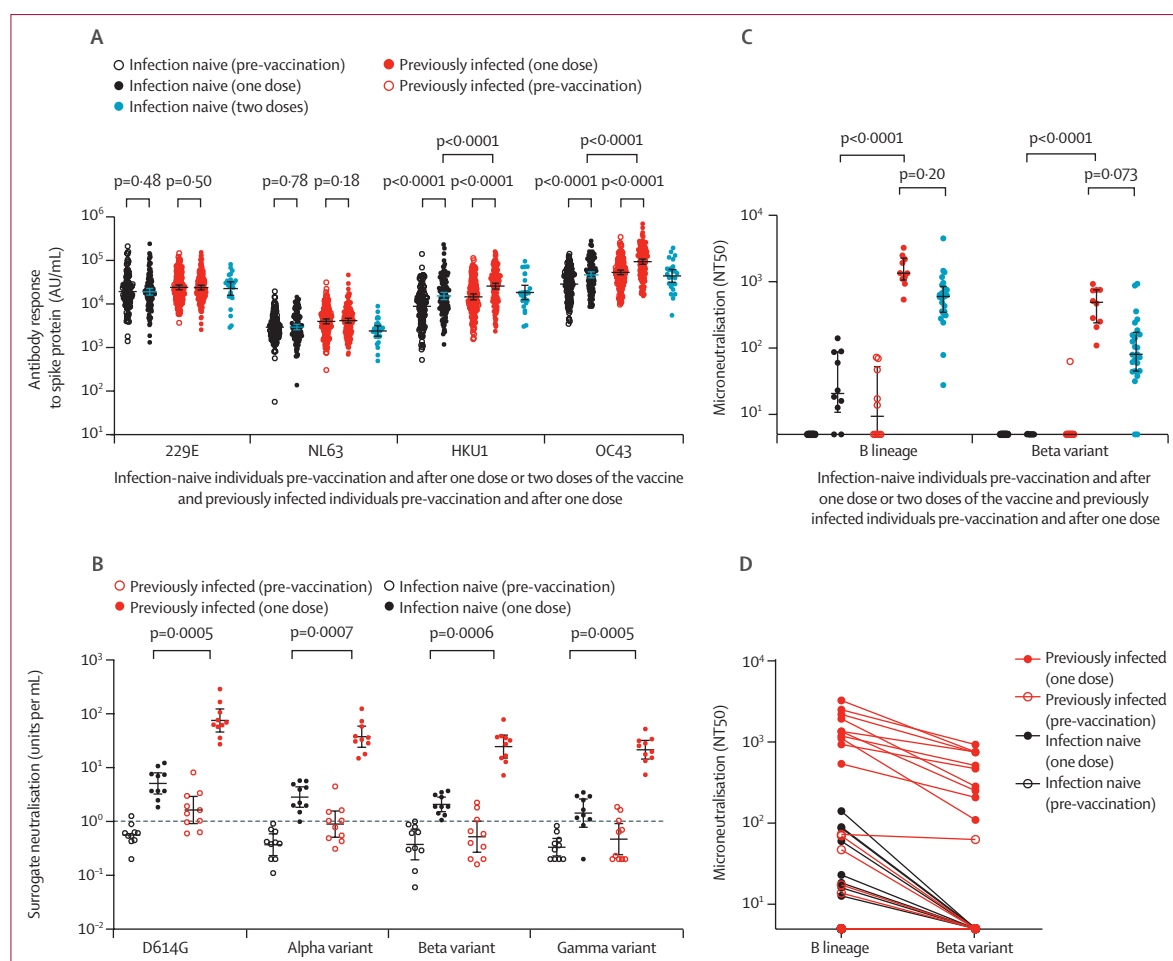 A
Infection naive (pre-vaccination)
Infection naive (one dose)
Infection naive (two doses)
Previously infected (one dose)
Previously infected (pre-vaccination)
p<0·0001 p<0·0001
p=0·48 p=0·50 p=0·78 p=0·18 p<0·0001 p<0·0001 p<0·0001 p<0·0001
Antibody response
to spike protein (AU/mL)
10⁶
10⁵
10⁴
10³
10²
10¹
229E NL63 HKU1 OC43
Infection-naive individuals pre-vaccination and after one dose or two doses of the vaccine
and previously infected individuals pre-vaccination and after one dose
C
p<0·0001 p<0·0001
p=0·20 p=0·073
Microneutralisation (NT50)
10⁴
10³
10²
10¹
B lineage Beta variant
Infection-naive individuals pre-vaccination and after
one dose or two doses of the vaccine and previously
infected individuals pre-vaccination and after one dose
B
Previously infected (pre-vaccination)
Previously infected (one dose)
Infection naive (pre-vaccination)
Infection naive (one dose)
p=0·0005 p=0·0007 p=0·0006 p=0·0005
Surrogate neutralisation (units per mL)
10³
10²
10¹
10⁰
10⁻¹
10⁻²
D614G Alpha variant Beta variant Gamma variant
D
Microneutralisation (NT50)
10⁴
10³
10²
10¹
B lineage Beta variant
Previously infected
(one dose)
Previously infected
(pre-vaccination)
Infection naive
(one dose)
Infection naive
(pre-vaccination)